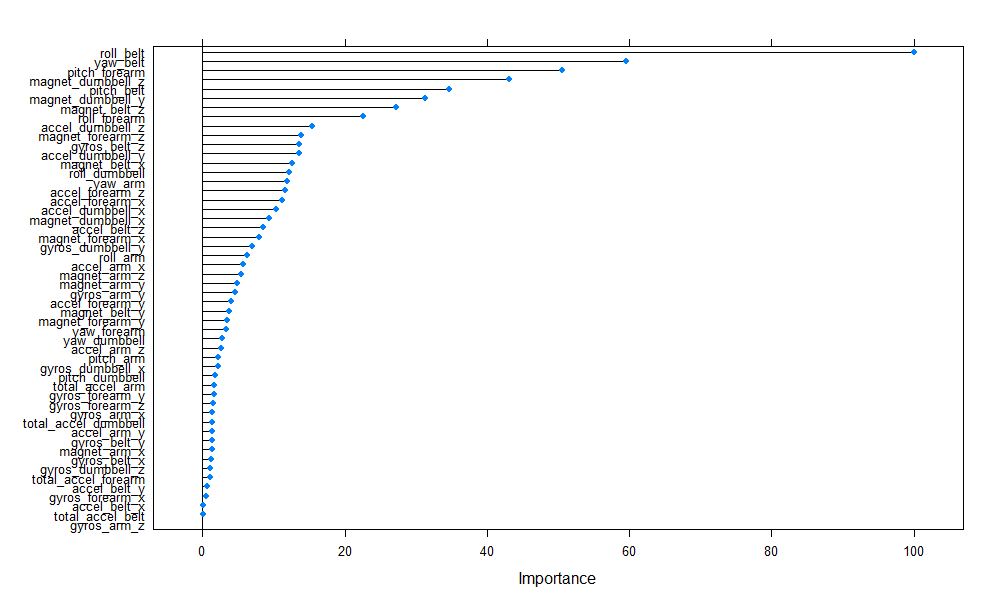 roll_belt
yaw_belt
pitch_forearm
magnet_dumbbell_z
pitch_belt
magnet_dumbbell_y
magnet_belt_z
roll_forearm
accel_dumbbell_z
magnet_forearm_z
gyros_belt_z
accel_dumbbell_y
magnet_belt_x
roll_dumbbell
yaw_arm
accel_forearm_z
accel_forearm_x
accel_dumbbell_x
magnet_dumbbell_x
accel_belt_z
magnet_forearm_x
gyros_dumbbell_y
roll_arm
accel_arm_x
magnet_arm_z
magnet_arm_y
gyros_arm_y
accel_forearm_y
magnet_belt_y
magnet_forearm_y
yaw_forearm
yaw_dumbbell
accel_arm_z
pitch_arm
gyros_dumbbell_x
pitch_dumbbell
total_accel_arm
gyros_forearm_y
gyros_forearm_z
gyros_arm_x
total_accel_dumbbell
accel_arm_y
gyros_belt_y
magnet_arm_x
gyros_belt_x
gyros_dumbbell_z
total_accel_forearm
accel_belt_y
gyros_forearm_x
accel_belt_x
total_accel_belt
gyros_arm_z
0 20 40 60 80 100
Importance